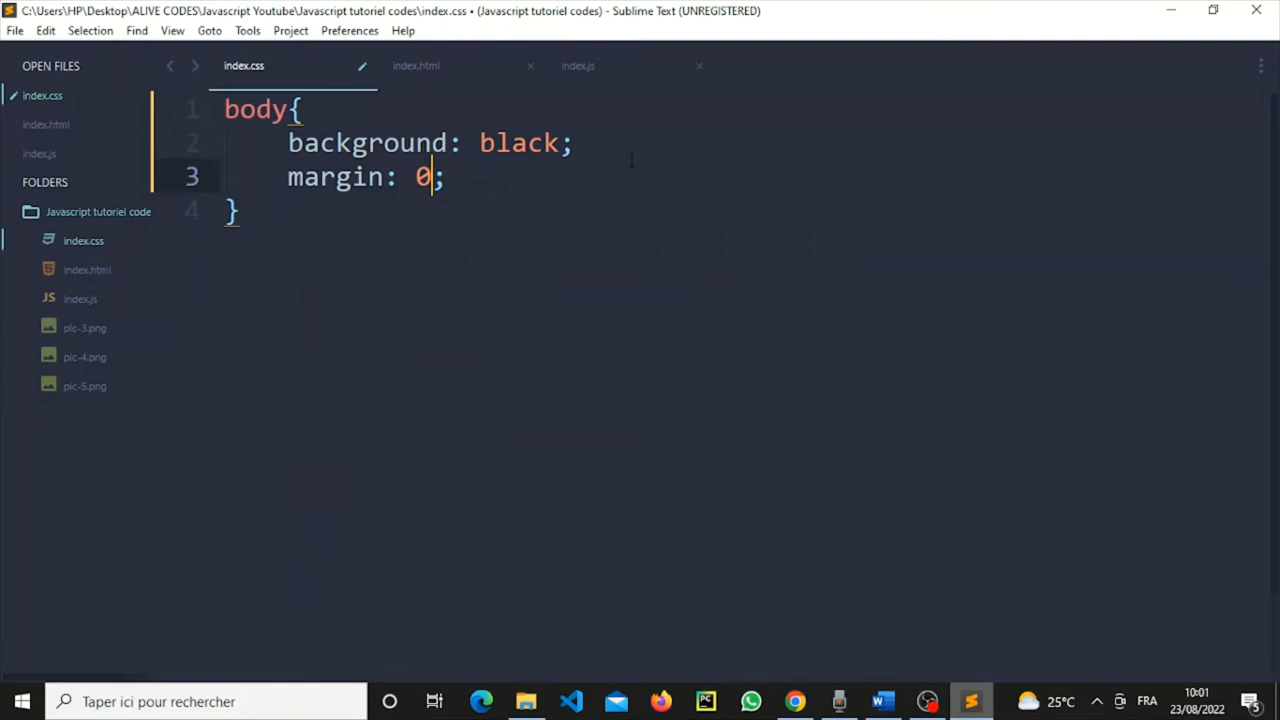 C:\Users\HP\Desktop\ALIVE CODES\Javascript Youtube\Javascript tutoriel codes\index.css • (Javascript tutoriel codes) - Sublime Text (UNREGISTERED)
File Edit Selection Find View Goto Tools Project Preferences Help
OPEN FILES
index.css
index.html
index.js
FOLDERS
Javascript tutoriel code
index.css
index.html
JS index.js
pic-3.png
pic-4.png
pic-5.png
index.css index.html index.js
1 body{
2 background: black;
3 margin: 0;
4 }
Taper ici pour rechercher
PC
W
25°C
FRA
10:01
23/08/2022
5